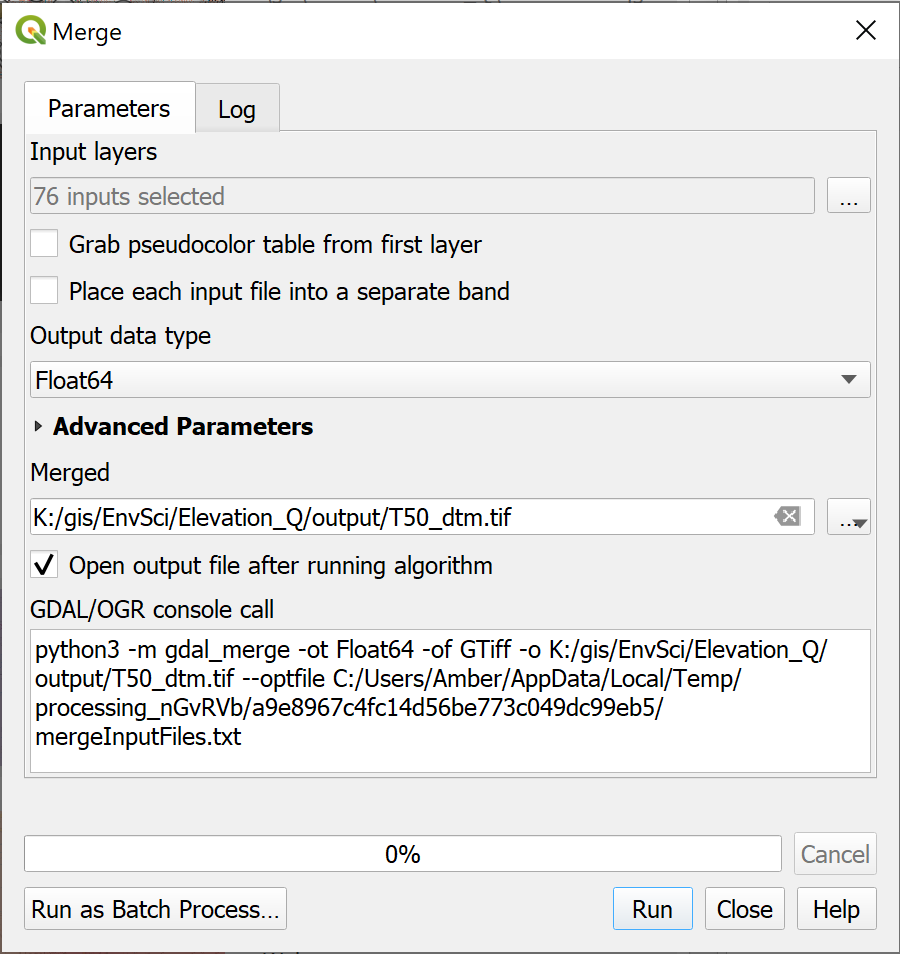 Merge
Parameters
Log
Input layers
76 inputs selected
...
Grab pseudocolor table from first layer
Place each input file into a separate band
Output data type
Float64
Advanced Parameters
Merged
K:/gis/EnvSci/Elevation_Q/output/T50_dtm.tif
...
Open output file after running algorithm
GDAL/OGR console call
python3 -m gdal_merge -ot Float64 -of GTiff -o K:/gis/EnvSci/Elevation_Q/
output/T50_dtm.tif --optfile C:/Users/Amber/AppData/Local/Temp/
processing_nGvRVb/a9e8967c4fc14d56be773c049dc99eb5/
mergeInputFiles.txt
0%
Cancel
Run as Batch Process...
Run
Close
Help